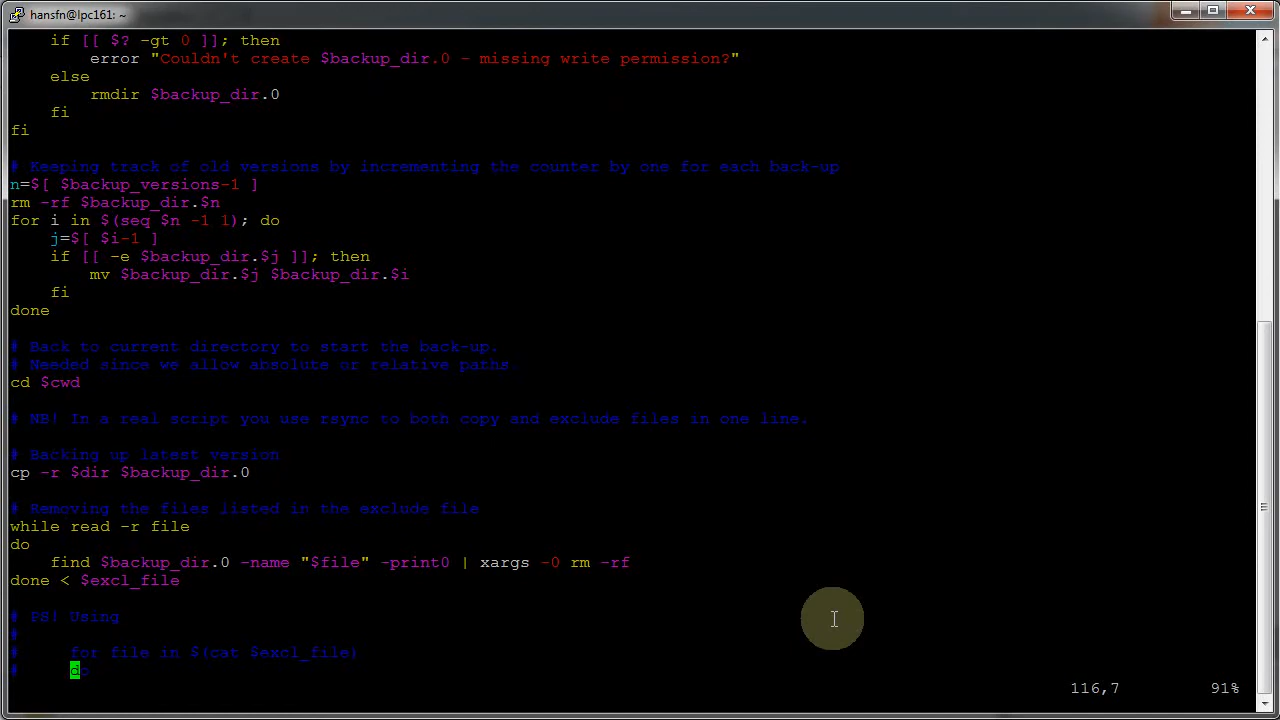 hansfn@lpc161: ~
if [[ $? -gt 0 ]]; then
error "Couldn't create $backup_dir.0 - missing write permission?"
else
rmdir $backup_dir.0
fi
fi
# Keeping track of old versions by incrementing the counter by one for each back-up
n=$[ $backup_versions-1 ]
rm -rf $backup_dir.$n
for i in $(seq $n -1 1); do
j=$[ $i-1 ]
if [[ -e $backup_dir.$j ]]; then
mv $backup_dir.$j $backup_dir.$i
fi
done
# Back to current directory to start the back-up.
# Needed since we allow absolute or relative paths.
cd $cwd
# NB! In a real script you use rsync to both copy and exclude files in one line.
# Backing up latest version
cp -r $dir $backup_dir.0
# Removing the files listed in the exclude file
while read -r file
do
find $backup_dir.0 -name "$file" -print0 | xargs -0 rm -rf
done < $excl_file
# PS! Using
#
# for file in $(cat $excl_file)
# do
116,7 91%